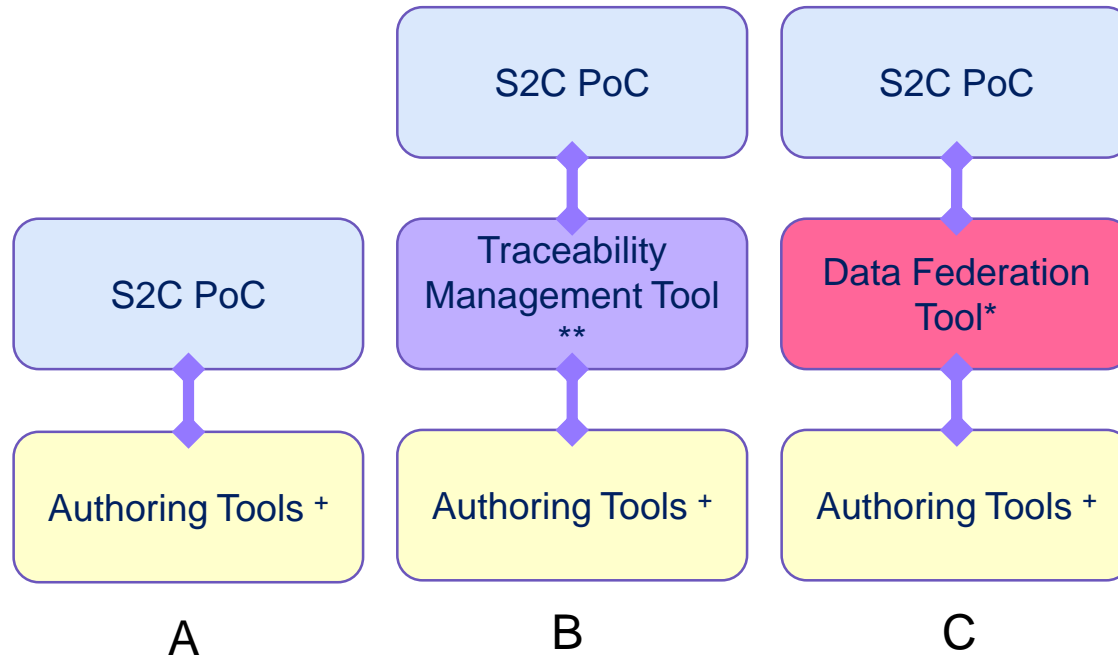 S2C PoC
S2C PoC
S2C PoC
Traceability
Management Tool
**
Data Federation
Tool*
Authoring Tools +
Authoring Tools +
Authoring Tools +
A
B
C